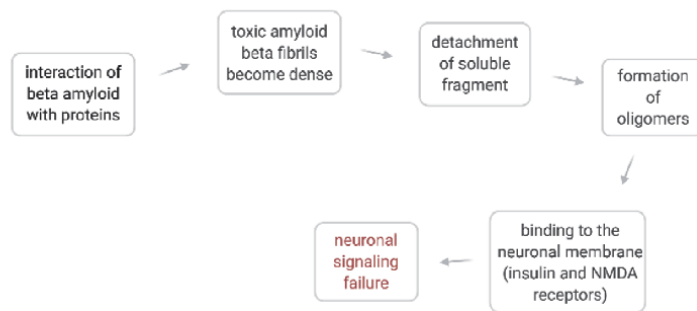 interaction of
beta amyloid
with proteins
toxic amyloid
beta fibrils
become dense
detachment
of soluble
fragment
formation
of
oligomers
binding to the
neuronal membrane
(insulin and NMDA
receptors)
neuronal
signaling
failure